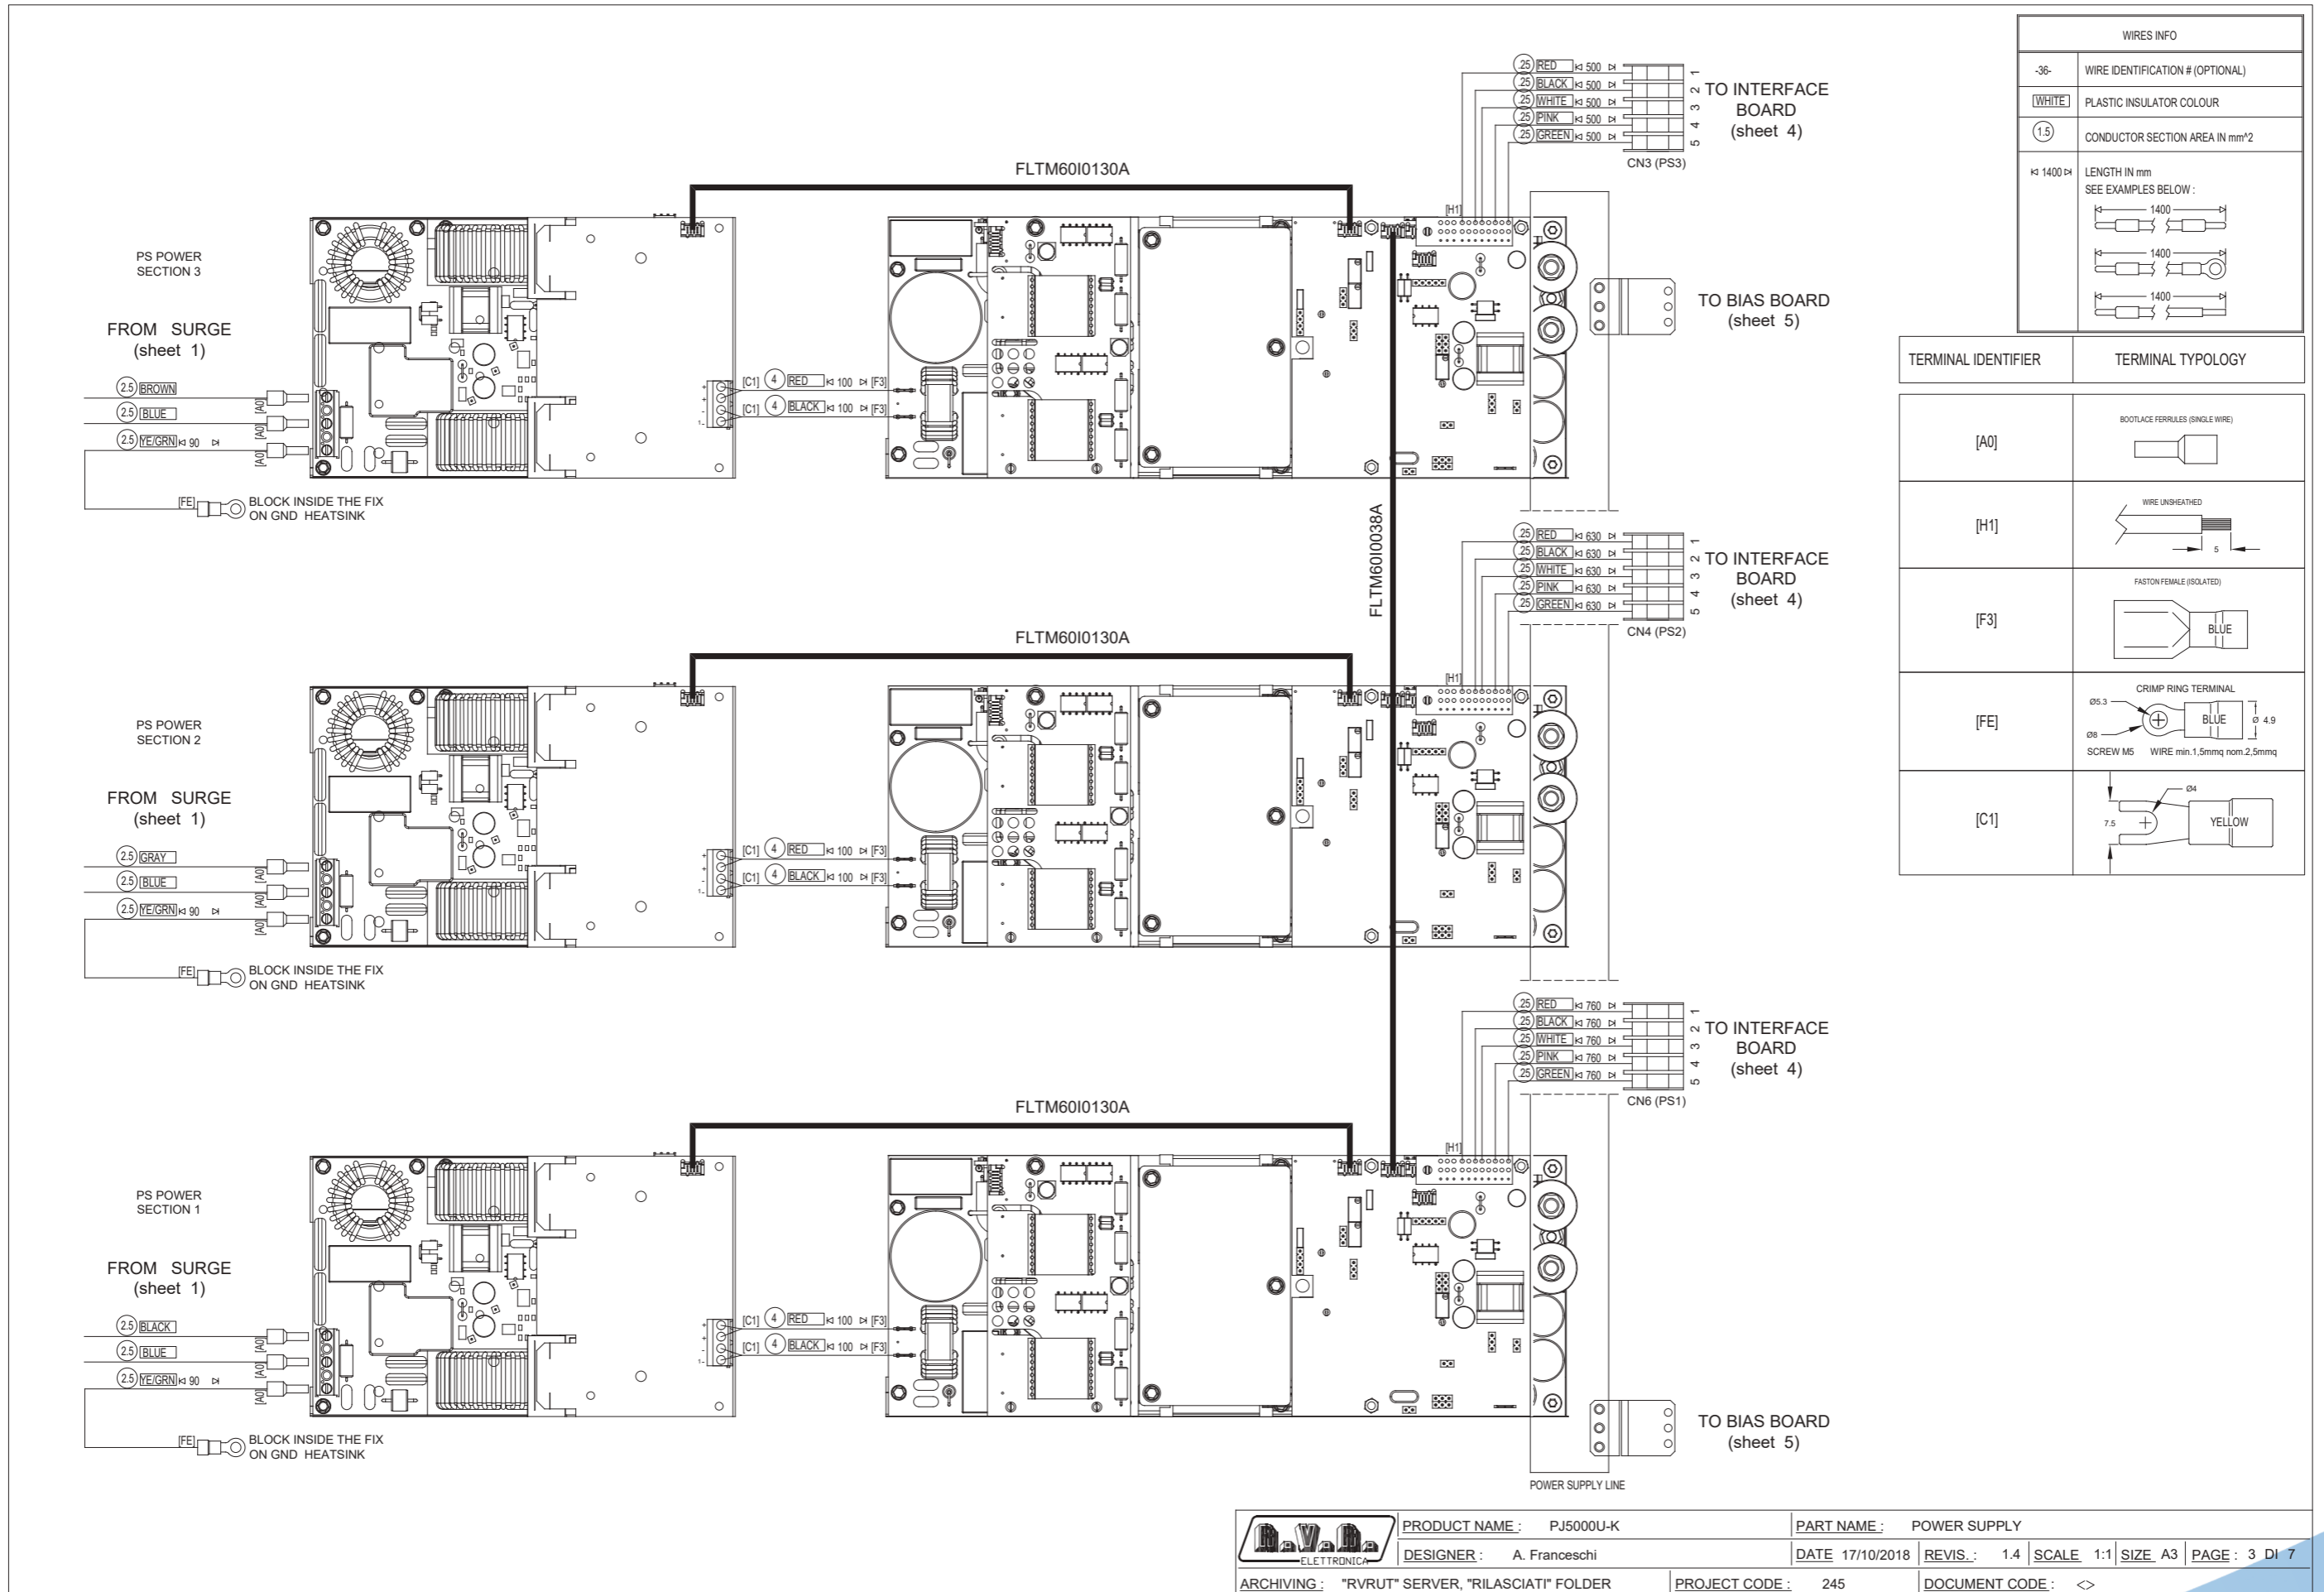 WIRES INFO
-36- WIRE IDENTIFICATION # (OPTIONAL)
WHITE PLASTIC INSULATOR COLOUR
1.5 CONDUCTOR SECTION AREA IN mm^2
1400 LENGTH IN mm
SEE EXAMPLES BELOW :
1400
1400
1400
TERMINAL IDENTIFIER TERMINAL TYPOLOGY
[A0] BOOTLACE FERRULES (SINGLE WIRE)
[H1] WIRE UNSHEATHED
5
[F3] FASTON FEMALE (ISOLATED)
BLUE
[FE] CRIMP RING TERMINAL
Ø5.3
BLUE Ø 4.9
Ø8
SCREW M5 WIRE min.1,5mmq nom.2,5mmq
[C1] Ø4
7.5 YELLOW
.25 RED 500 1
.25 BLACK 500 2
.25 WHITE 500 3
.25 PINK 500 4
.25 GREEN 500 5
TO INTERFACE
BOARD
(sheet 4)
CN3 (PS3)
FLTM60I0130A
[H1]
PS POWER
SECTION 3
FROM SURGE
(sheet 1)
2.5 BROWN [A0]
2.5 BLUE [A0]
2.5 YE/GRN 90 [A0]
[FE] BLOCK INSIDE THE FIX
ON GND HEATSINK
[C1] 4 RED 100 [F3]
[C1] 4 BLACK 100 [F3]
TO BIAS BOARD
(sheet 5)
FLTM60I0038A
.25 RED 630 1
.25 BLACK 630 2
.25 WHITE 630 3
.25 PINK 630 4
.25 GREEN 630 5
TO INTERFACE
BOARD
(sheet 4)
CN4 (PS2)
FLTM60I0130A
[H1]
PS POWER
SECTION 2
FROM SURGE
(sheet 1)
2.5 GRAY [A0]
2.5 BLUE [A0]
2.5 YE/GRN 90 [A0]
[FE] BLOCK INSIDE THE FIX
ON GND HEATSINK
[C1] 4 RED 100 [F3]
[C1] 4 BLACK 100 [F3]
.25 RED 760 1
.25 BLACK 760 2
.25 WHITE 760 3
.25 PINK 760 4
.25 GREEN 760 5
TO INTERFACE
BOARD
(sheet 4)
CN6 (PS1)
FLTM60I0130A
[H1]
PS POWER
SECTION 1
FROM SURGE
(sheet 1)
2.5 BLACK [A0]
2.5 BLUE [A0]
2.5 YE/GRN 90 [A0]
[FE] BLOCK INSIDE THE FIX
ON GND HEATSINK
[C1] 4 RED 100 [F3]
[C1] 4 BLACK 100 [F3]
TO BIAS BOARD
(sheet 5)
POWER SUPPLY LINE
R.V.R. ELETTRONICA
PRODUCT NAME : PJ5000U-K PART NAME : POWER SUPPLY
DESIGNER : A. Franceschi DATE 17/10/2018 REVIS. : 1.4 SCALE 1:1 SIZE A3 PAGE : 3 DI 7
ARCHIVING : "RVRUT" SERVER, "RILASCIATI" FOLDER PROJECT CODE : 245 DOCUMENT CODE : <>